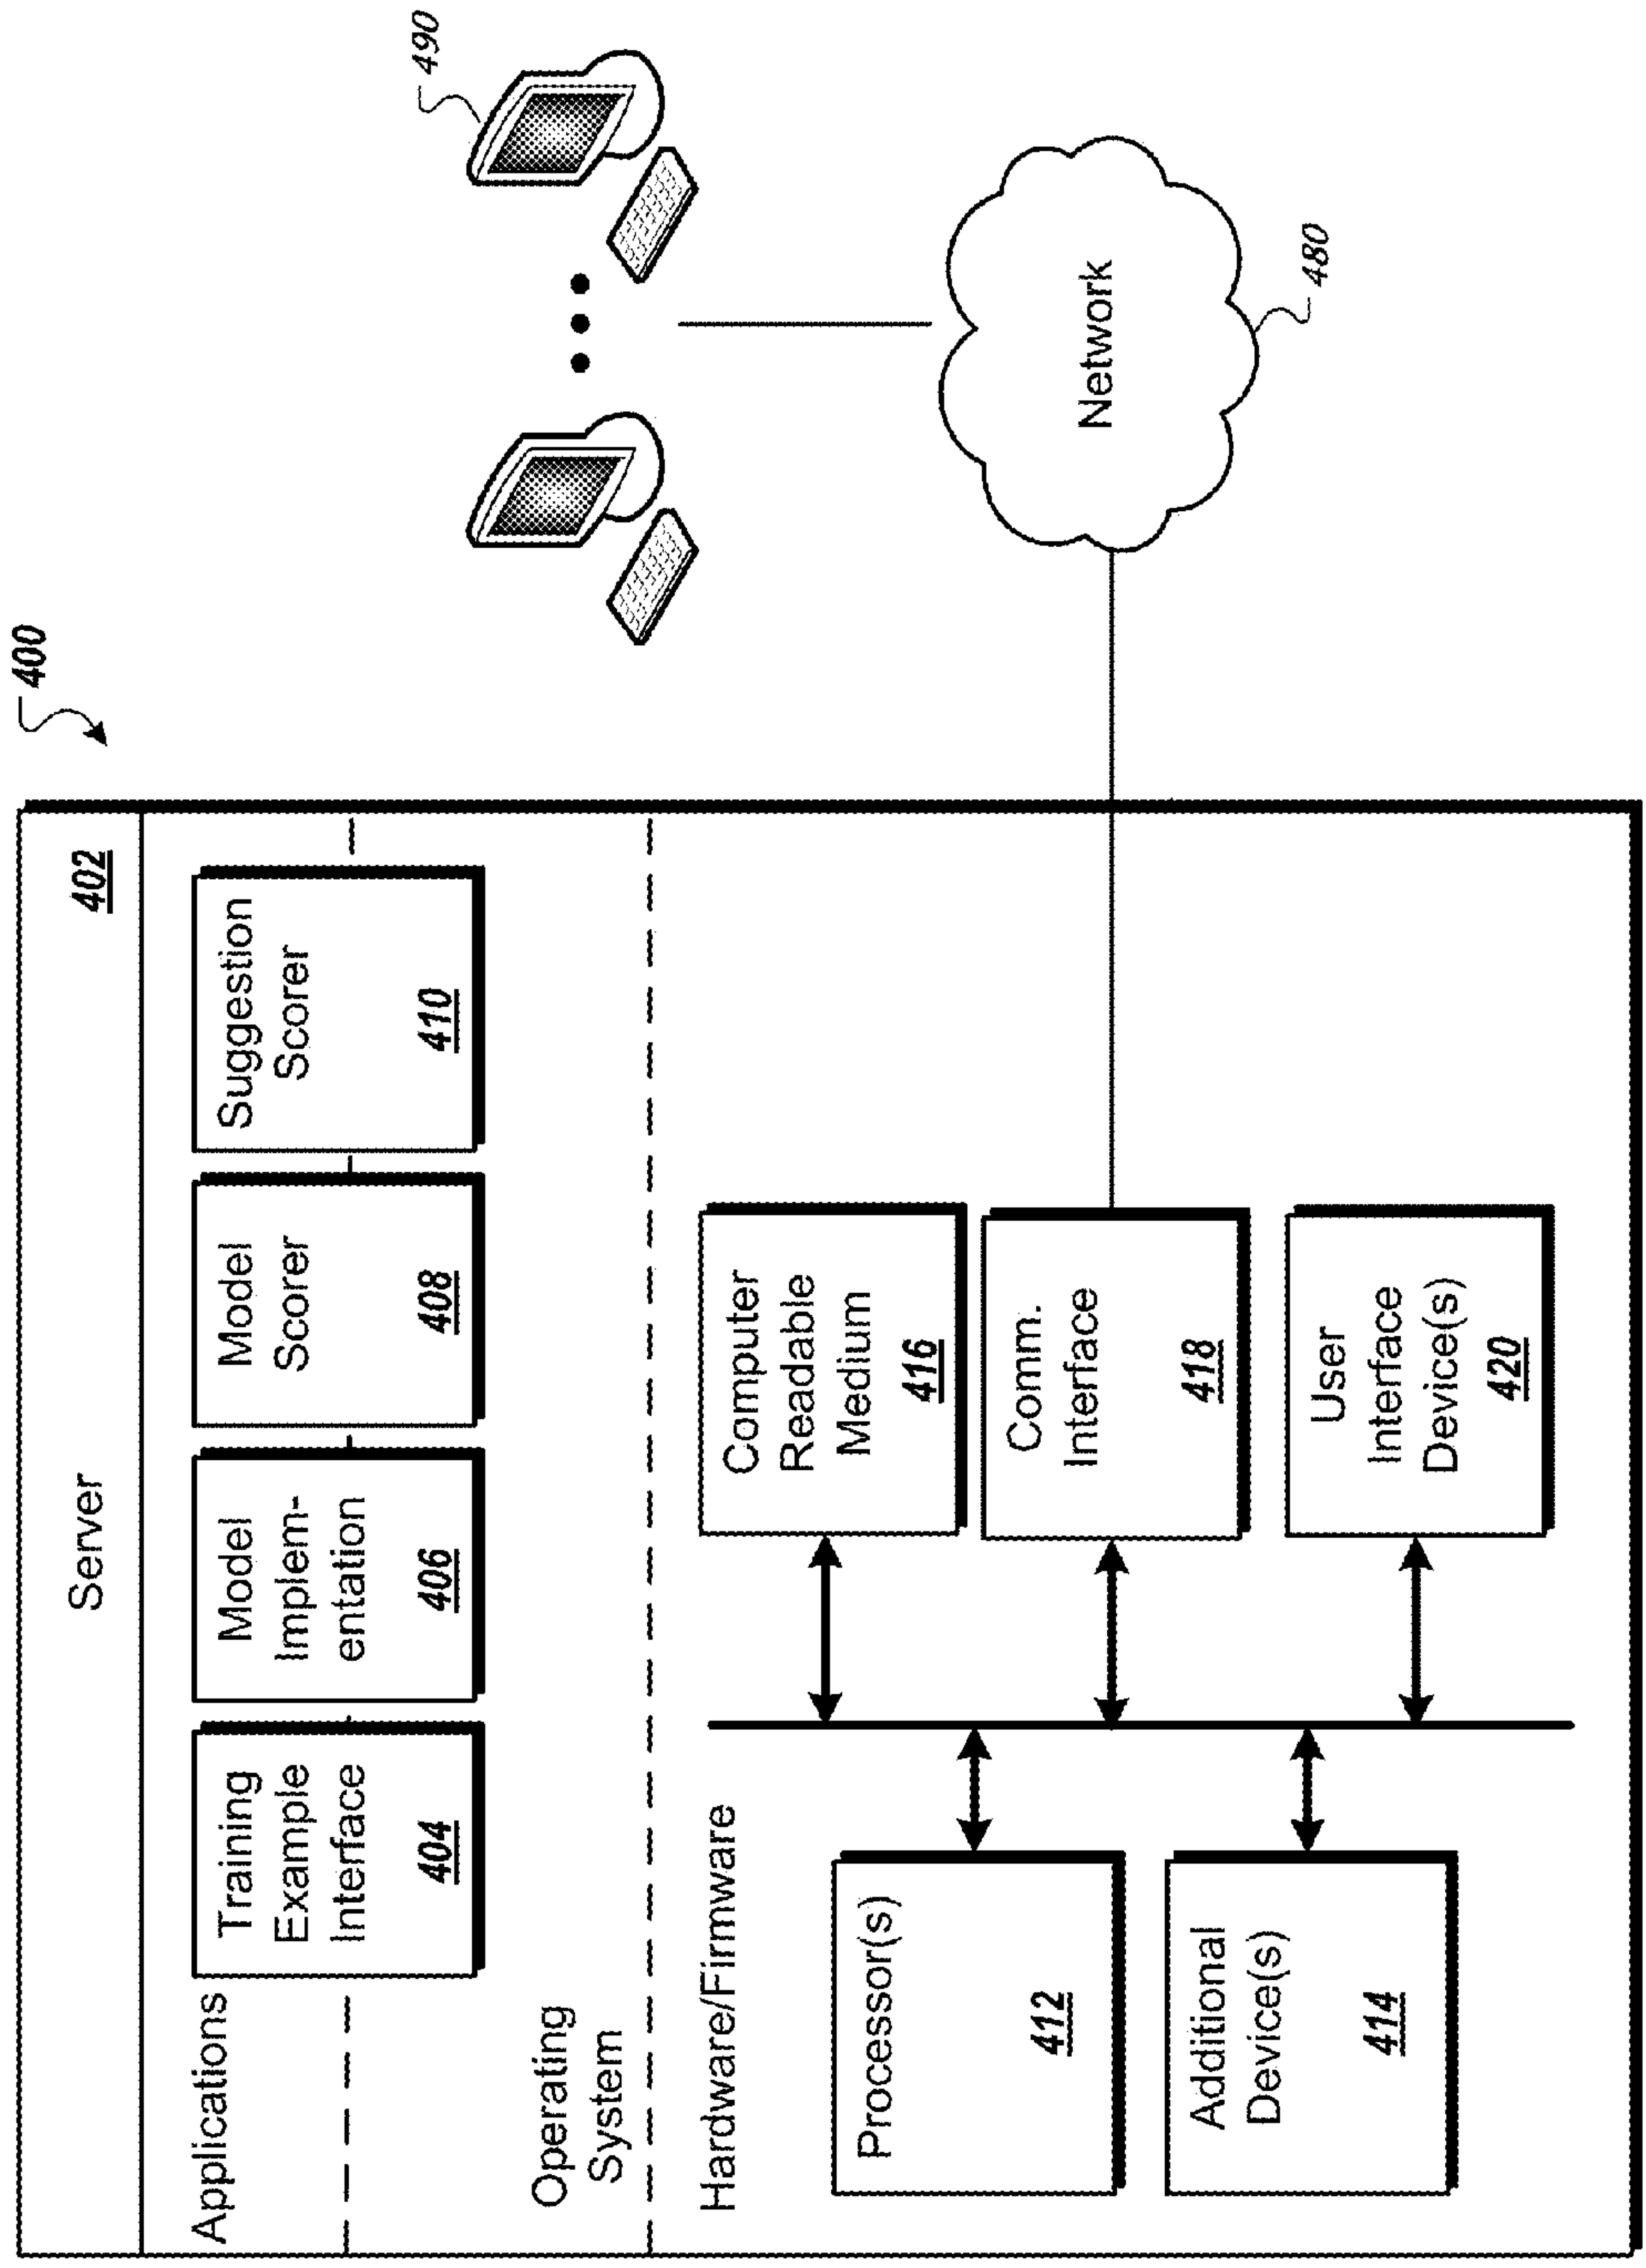 400
Server
402
Applications
Training
Example
Interface
404
Model
Implem-
entation
406
Model
Scorer
408
Suggestion
Scorer
410
Operating
System
Hardware/Firmware
Processor(s)
412
Additional
Device(s)
414
Computer
Readable
Medium
416
Comm.
Interface
418
User
Interface
Device(s)
420
490
Network
480